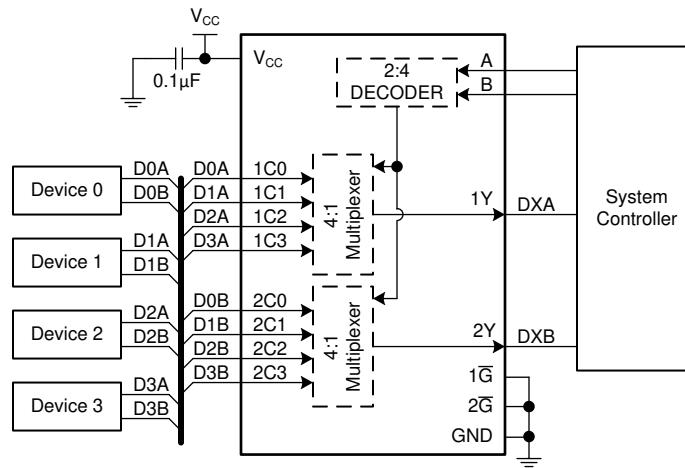 VCC
0.1µF
VCC
2:4
DECODER
A
B
Device 0
D0A
D0B
Device 1
D1A
D1B
Device 2
D2A
D2B
Device 3
D3A
D3B
D0A 1C0
D1A 1C1
D2A 1C2
D3A 1C3
4:1
Multiplexer
1Y DXA
D0B 2C0
D1B 2C1
D2B 2C2
D3B 2C3
4:1
Multiplexer
2Y DXB
1G̅
2G̅
GND
System
Controller